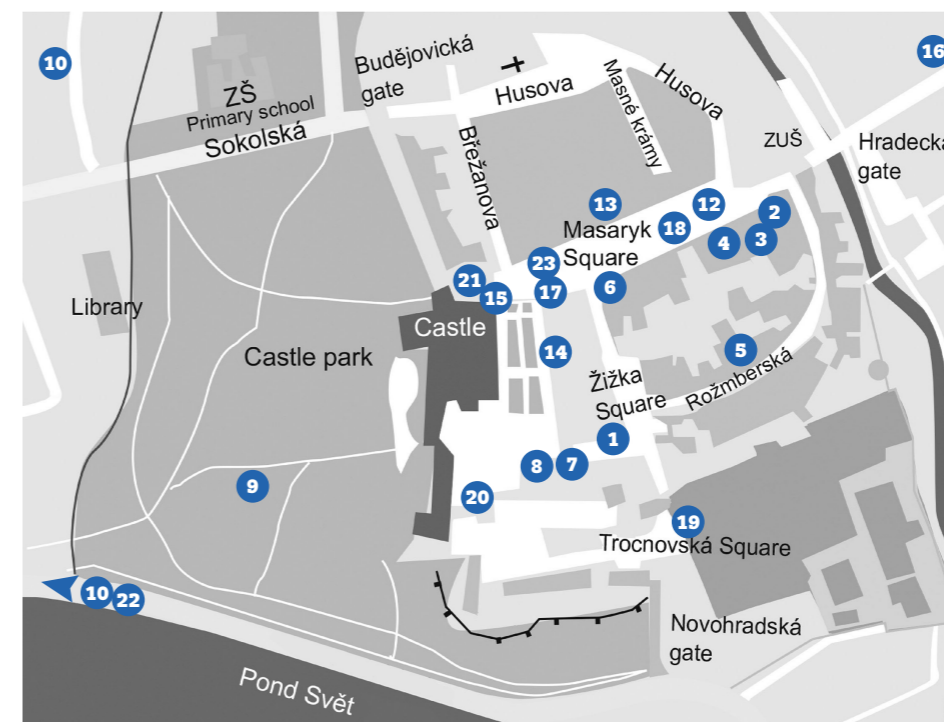 10
16
ZŠ
Primary school
Sokolská
Budějovická
gate
Husova
Masné krámy
Husova
ZUŠ
Hradecká
gate
Břežanova
13
12
2
Masaryk
Square
18
4
3
23
21
15
17
6
Library
Castle
Castle park
14
5
Žižka
Square
Rožmberská
1
8
7
9
20
19
Trocnovská Square
10
22
Novohradská
gate
Pond Svět